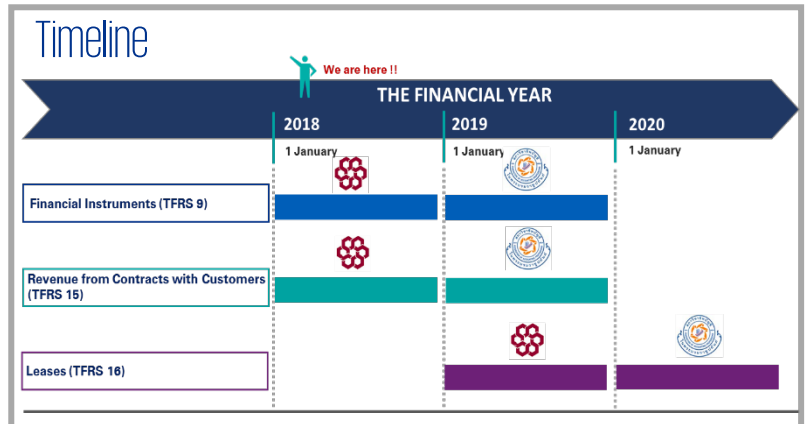 Timeline
We are here !!
THE FINANCIAL YEAR
2018
2019
2020
1 January
1 January
1 January
Financial Instruments (TFRS 9)
Revenue from Contracts with Customers
(TFRS 15)
Leases (TFRS 16)